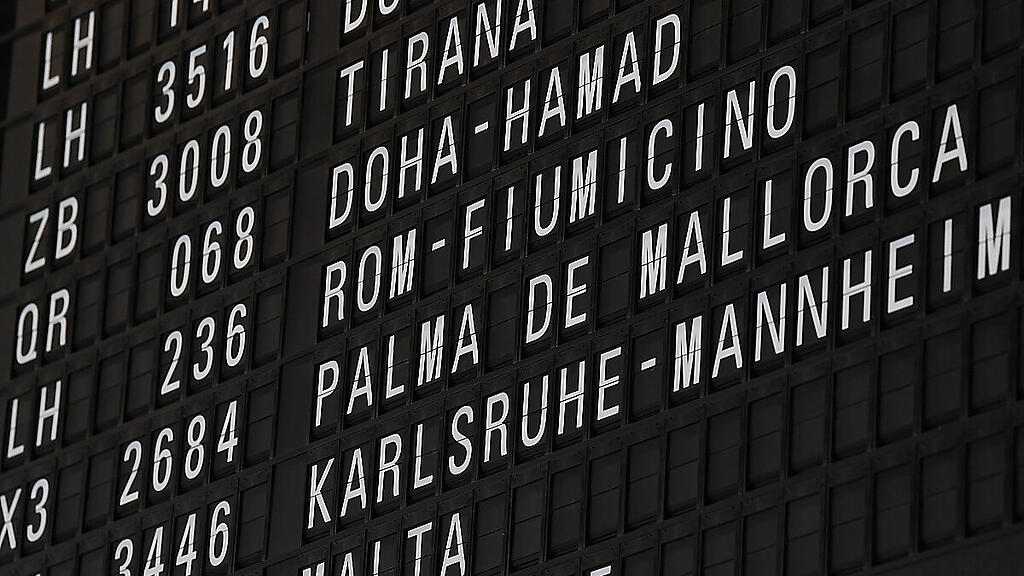 LH
LH 3516
ZB 3008 TIRANA
QR 068 DOHA-HAMAD
LH 236 ROM-FIUMICINO
X3 2684 PALMA DE MALLORCA
3446 KARLSRUHE-MANNHEIM
MALTA